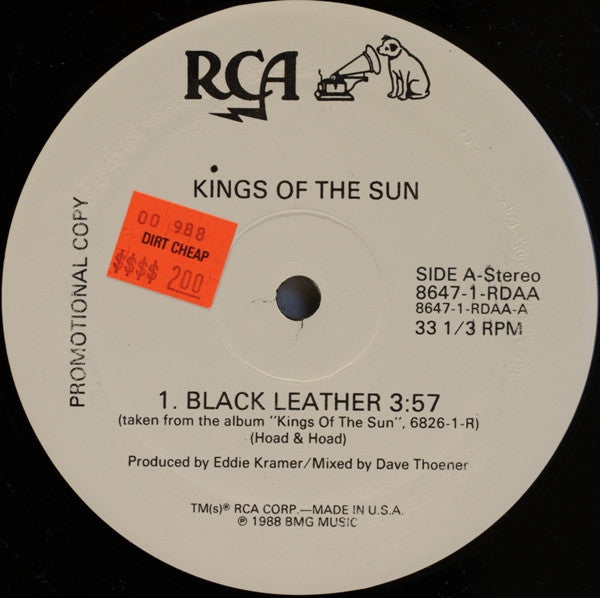 RCA
KINGS OF THE SUN
PROMOTIONAL COPY
00 988
DIRT CHEAP
$$$$ 2.00
SIDE A-Stereo
8647-1-RDAA
8647-1-RDAA-A
33 1/3 RPM
1. BLACK LEATHER 3:57
(taken from the album "Kings Of The Sun", 6826-1-R)
(Hoad & Hoad)
Produced by Eddie Kramer/Mixed by Dave Thoener
TM(s)® RCA CORP.—MADE IN U.S.A.
℗ 1988 BMG MUSIC